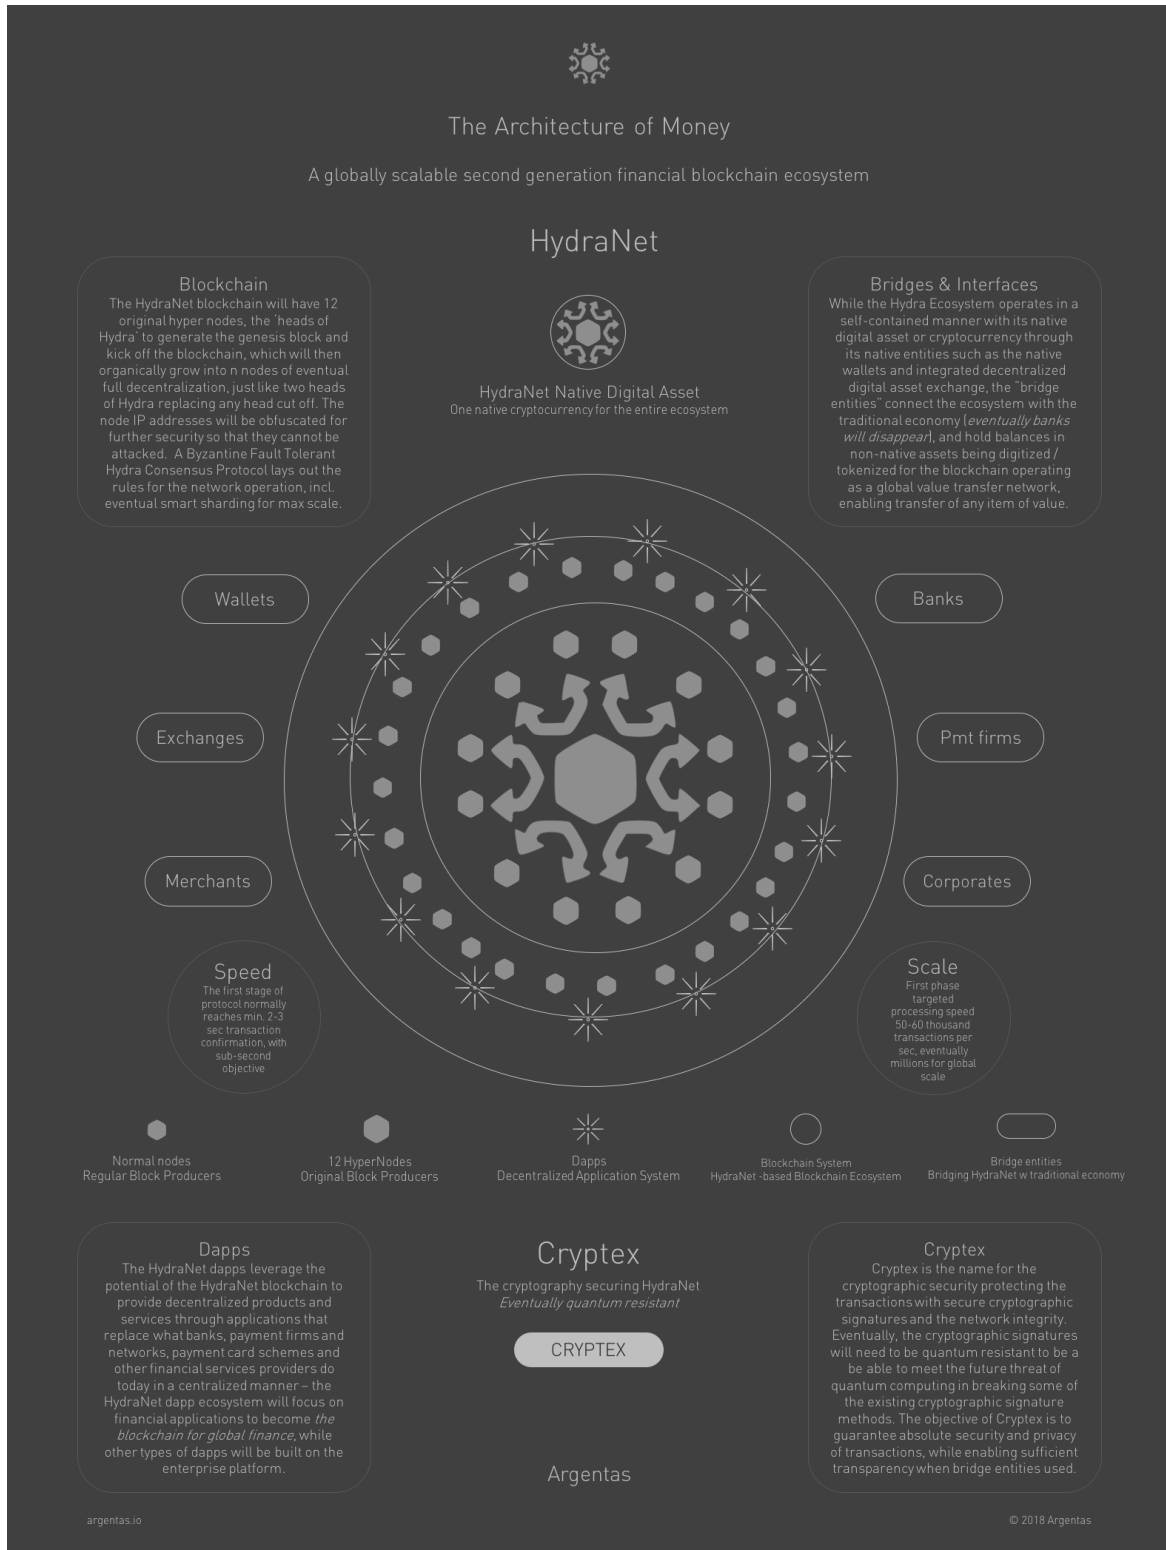 The Architecture of Money
A globally scalable second generation financial blockchain ecosystem
HydraNet
Blockchain
The HydraNet blockchain will have 12
original hyper nodes, the ‘heads of
Hydra’ to generate the genesis block and
kick off the blockchain, which will then
organically grow into n nodes of eventual
full decentralization, just like two heads
of Hydra replacing any head cut off. The
node IP addresses will be obfuscated for
further security so that they cannot be
attacked. A Byzantine Fault Tolerant
Hydra Consensus Protocol lays out the
rules for the network operation, incl.
eventual smart sharding for max scale.
HydraNet Native Digital Asset
One native cryptocurrency for the entire ecosystem
Bridges & Interfaces
While the Hydra Ecosystem operates in a
self-contained manner with its native
digital asset or cryptocurrency through
its native entities such as the native
wallets and integrated decentralized
digital asset exchange, the “bridge
entities” connect the ecosystem with the
traditional economy (eventually banks
will disappear), and hold balances in
non-native assets being digitized /
tokenized for the blockchain operating
as a global value transfer network,
enabling transfer of any item of value.
Wallets
Banks
Exchanges
Pmt firms
Merchants
Corporates
Speed
The first stage of
protocol normally
reaches min. 2-3
sec transaction
confirmation, with
sub-second
objective
Scale
First phase
targeted
processing speed
50-60 thousand
transactions per
sec, eventually
millions for global
scale
Normal nodes
Regular Block Producers
12 HyperNodes
Original Block Producers
Dapps
Decentralized Application System
Blockchain System
HydraNet -based Blockchain Ecosystem
Bridge entities
Bridging HydraNet w traditional economy
Dapps
The HydraNet dapps leverage the
potential of the HydraNet blockchain to
provide decentralized products and
services through applications that
replace what banks, payment firms and
networks, payment card schemes and
other financial services providers do
today in a centralized manner – the
HydraNet dapp ecosystem will focus on
financial applications to become the
blockchain for global finance, while
other types of dapps will be built on the
enterprise platform.
Cryptex
The cryptography securing HydraNet
Eventually quantum resistant
CRYPTEX
Argentas
Cryptex
Cryptex is the name for the
cryptographic security protecting the
transactions with secure cryptographic
signatures and the network integrity.
Eventually, the cryptographic signatures
will need to be quantum resistant to be a
be able to meet the future threat of
quantum computing in breaking some of
the existing cryptographic signature
methods. The objective of Cryptex is to
guarantee absolute security and privacy
of transactions, while enabling sufficient
transparency when bridge entities used.
argentas.io
© 2018 Argentas